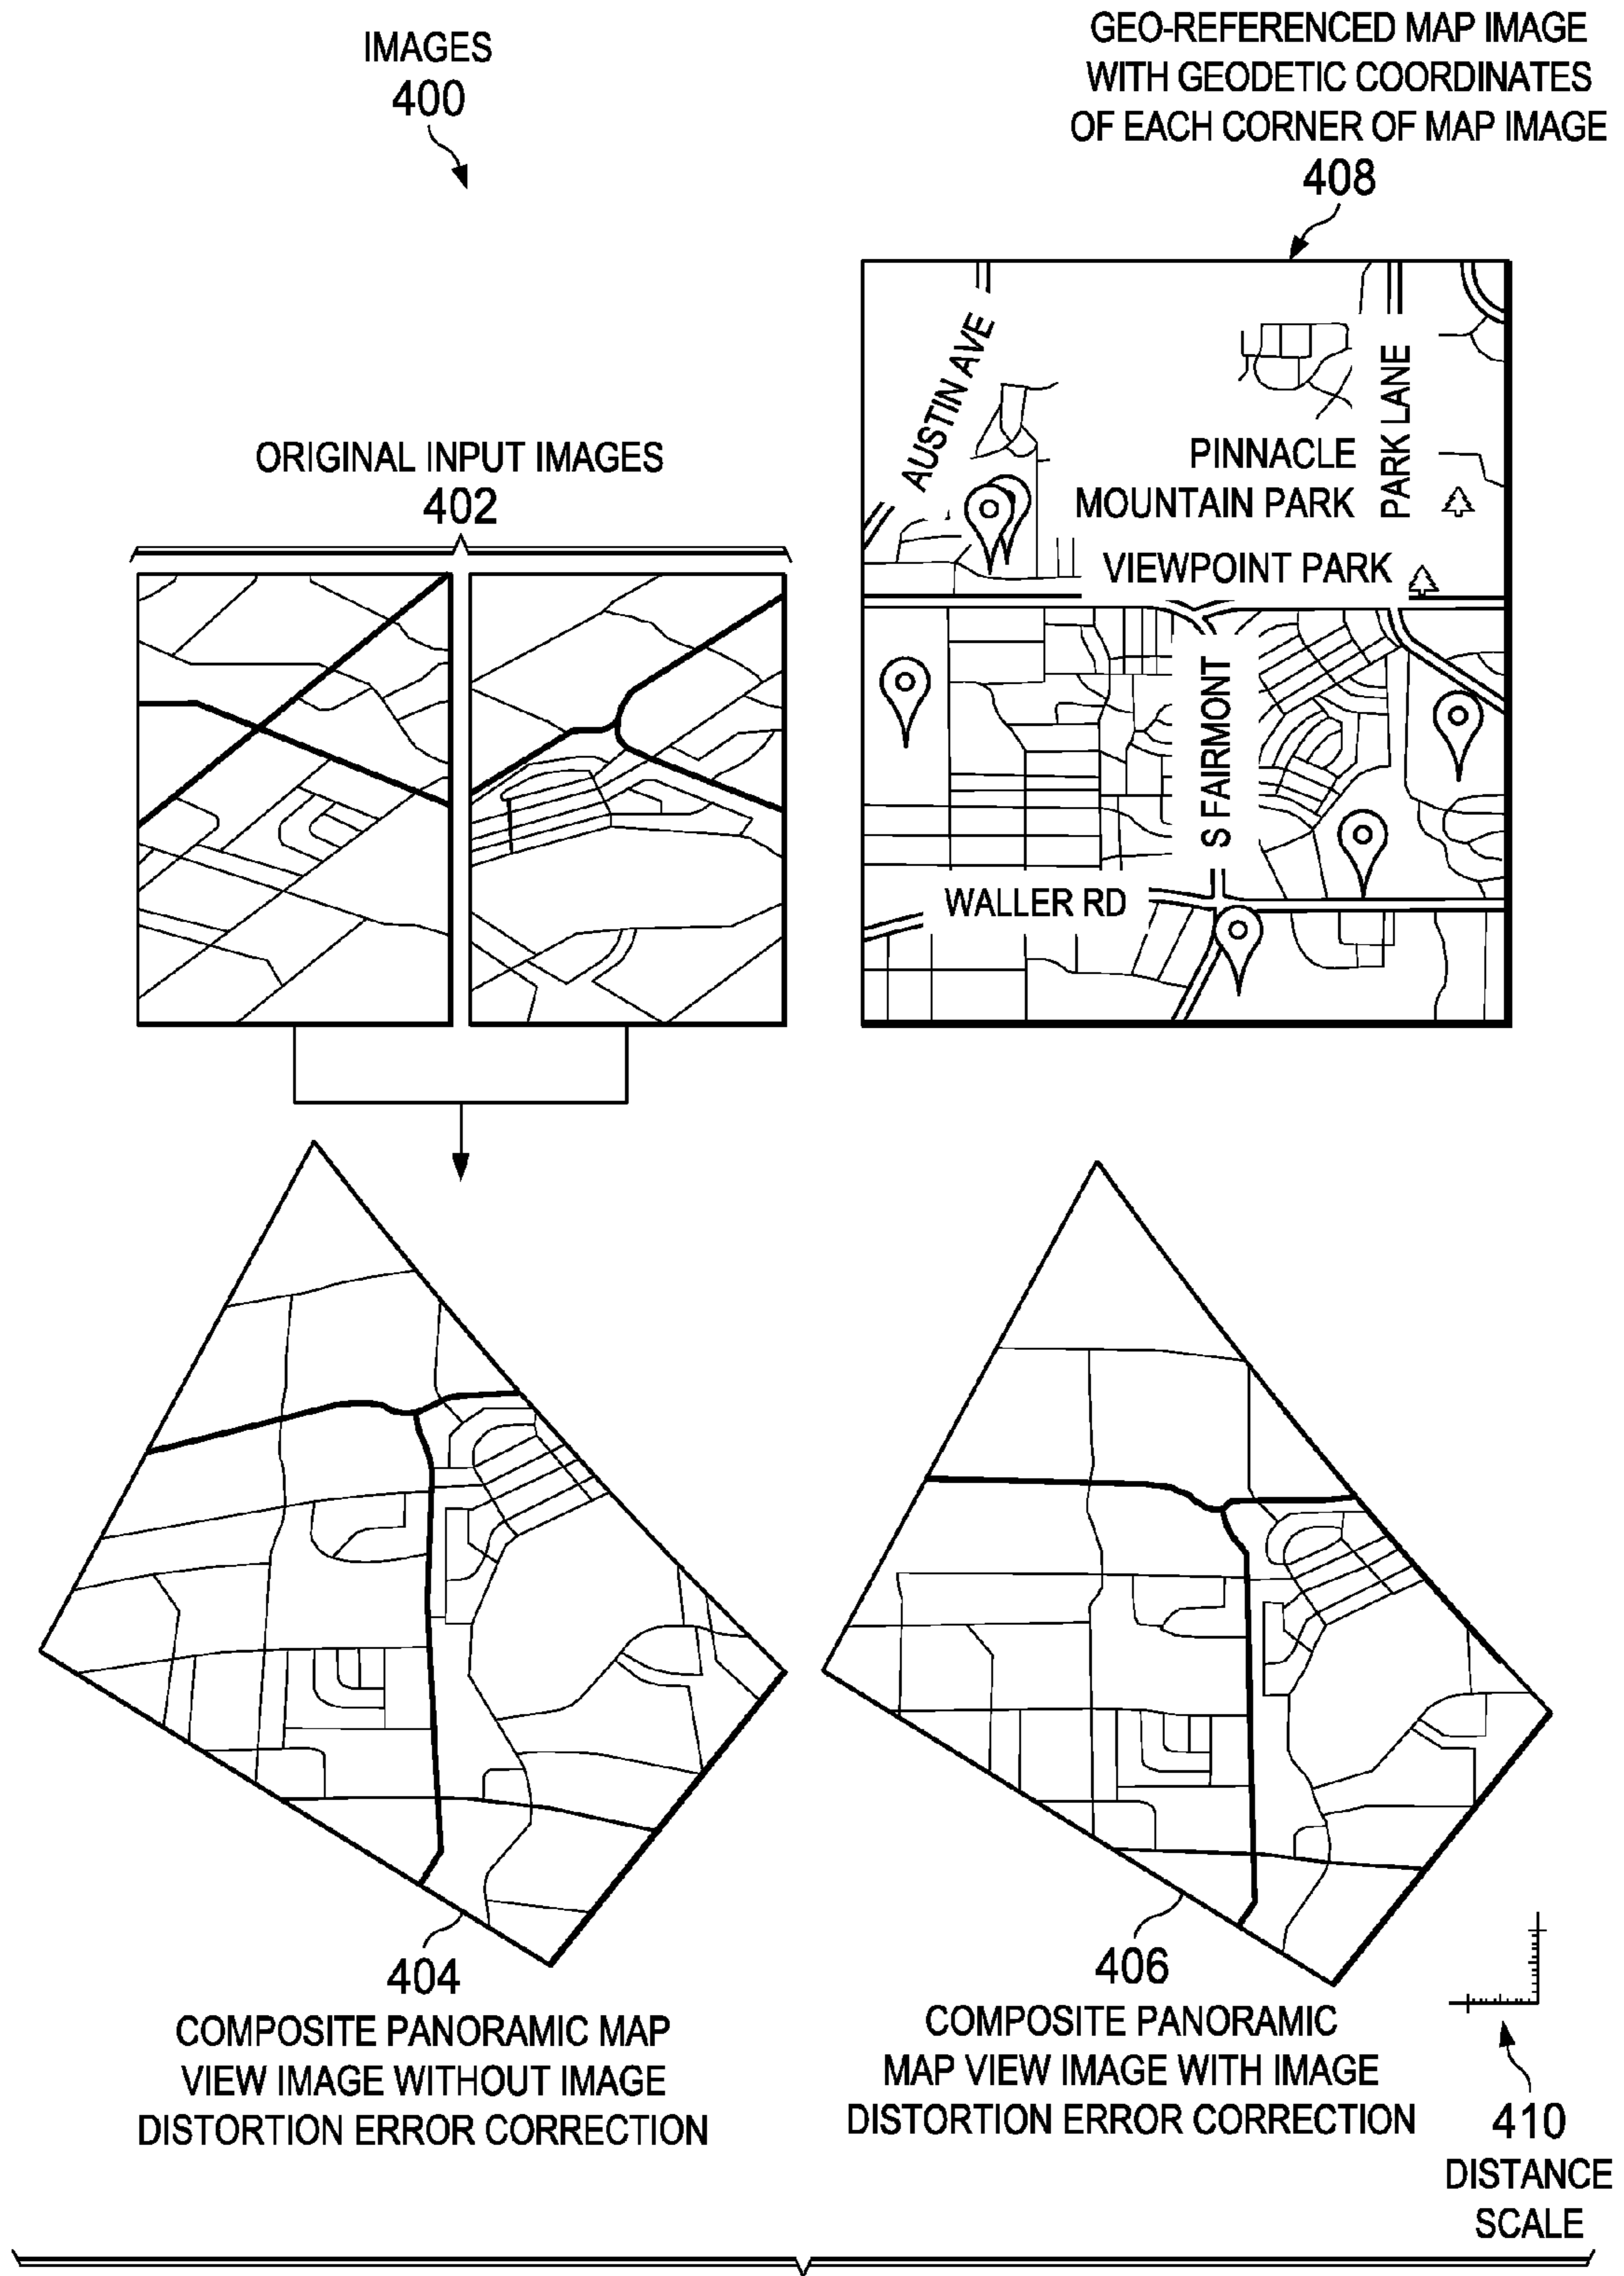 IMAGES
400
GEO-REFERENCED MAP IMAGE
WITH GEODETIC COORDINATES
OF EACH CORNER OF MAP IMAGE
408
ORIGINAL INPUT IMAGES
402
AUSTIN AVE
PARK LANE
PINNACLE
MOUNTAIN PARK
VIEWPOINT PARK
S FAIRMONT
WALLER RD
404
COMPOSITE PANORAMIC MAP
VIEW IMAGE WITHOUT IMAGE
DISTORTION ERROR CORRECTION
406
COMPOSITE PANORAMIC
MAP VIEW IMAGE WITH IMAGE
DISTORTION ERROR CORRECTION
410
DISTANCE
SCALE